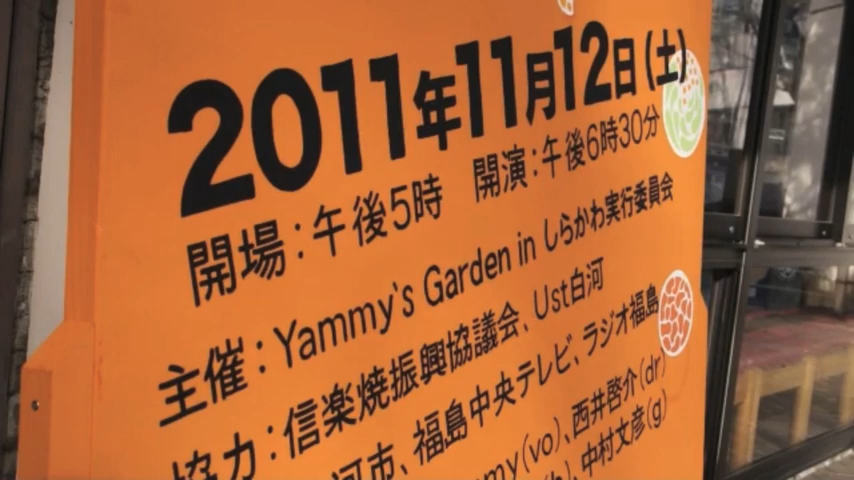 2011年11月12日(土)
開場:午後5時 開演:午後6時30分
主催:Yammy's Garden in しらかわ実行委員会
協力:信楽焼振興協議会、Ust白河
河市、福島中央テレビ、ラジオ福島
my(vo)、西井啓介(dr)
中村文彦(g)